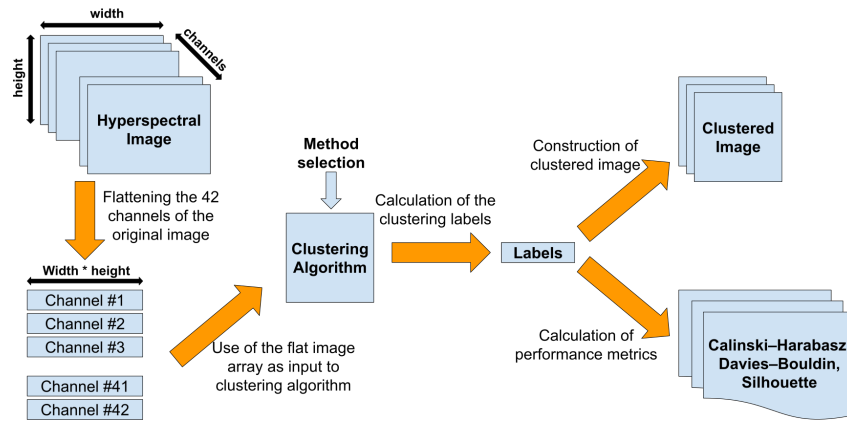 width
height
channels
Hyperspectral
Image
Flattening the 42
channels of the
original image
Width * height
Channel #1
Channel #2
Channel #3
Channel #41
Channel #42
Use of the flat image
array as input to
clustering algorithm
Method
selection
Clustering
Algorithm
Calculation of the
clustering labels
Labels
Construction of
clustered image
Clustered
Image
Calculation of
performance metrics
Calinski–Harabasz
Davies–Bouldin,
Silhouette